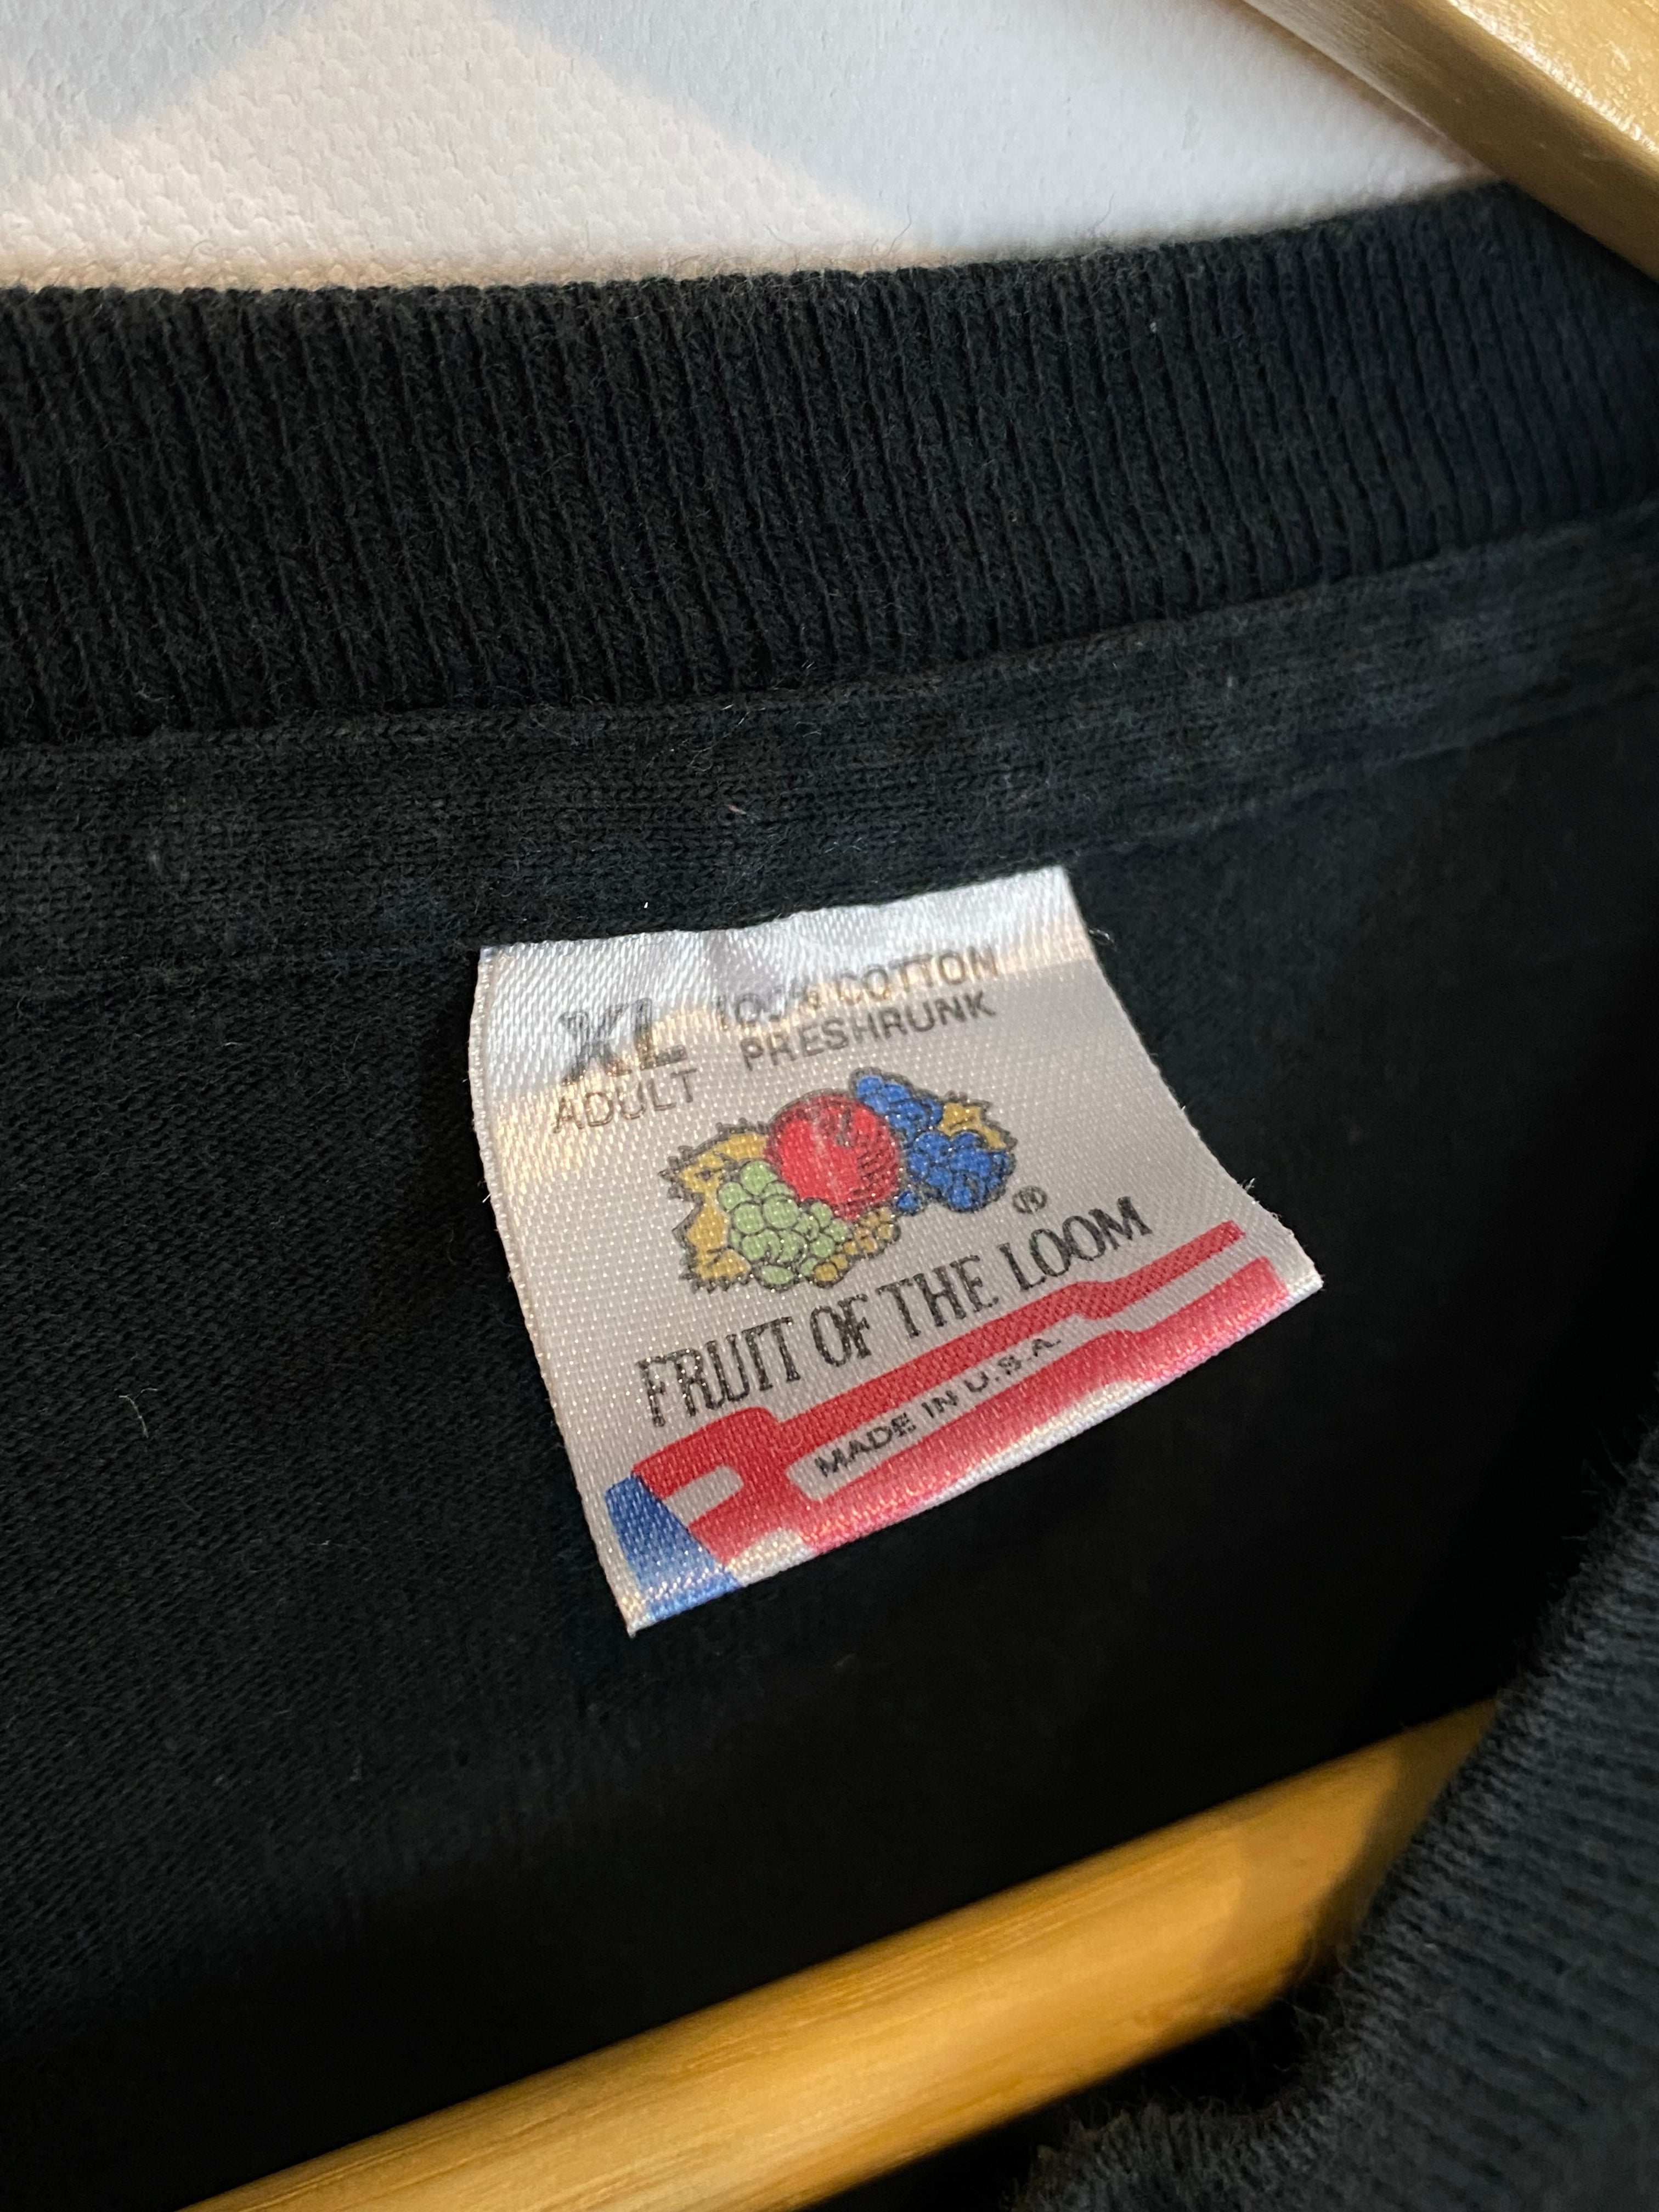 XL 100% COTTON
ADULT PRESHRUNK
®
FRUIT OF THE LOOM
MADE IN U.S.A.